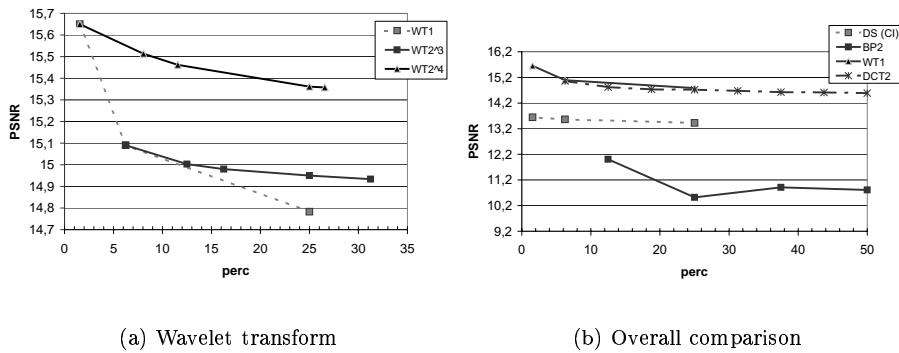 15,7
15,6
15,5
15,4
15,3
15,2
15,1
15
14,9
14,8
14,7
PSNR
0 5 10 15 20 25 30 35
perc
WT1
WT2^3
WT2^4
(a) Wavelet transform
16,2
15,2
14,2
13,2
12,2
11,2
10,2
9,2
PSNR
0 10 20 30 40 50
perc
DS (CI)
BP2
WT1
DCT2
(b) Overall comparison